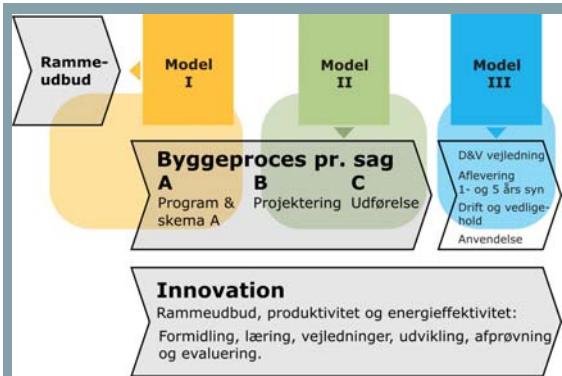 Ramme-
udbud
Model
I
Model
II
Model
III
Byggeproces pr. sag
A
Program &
skema A
B
Projektering
C
Udførelse
D&V vejledning
Aflevering
1- og 5 års syn
Drift og vedlige-
hold
Anvendelse
Innovation
Rammeudbud, produktivitet og energieffektivitet:
Formidling, læring, vejledninger, udvikling, afprøvning
og evaluering.